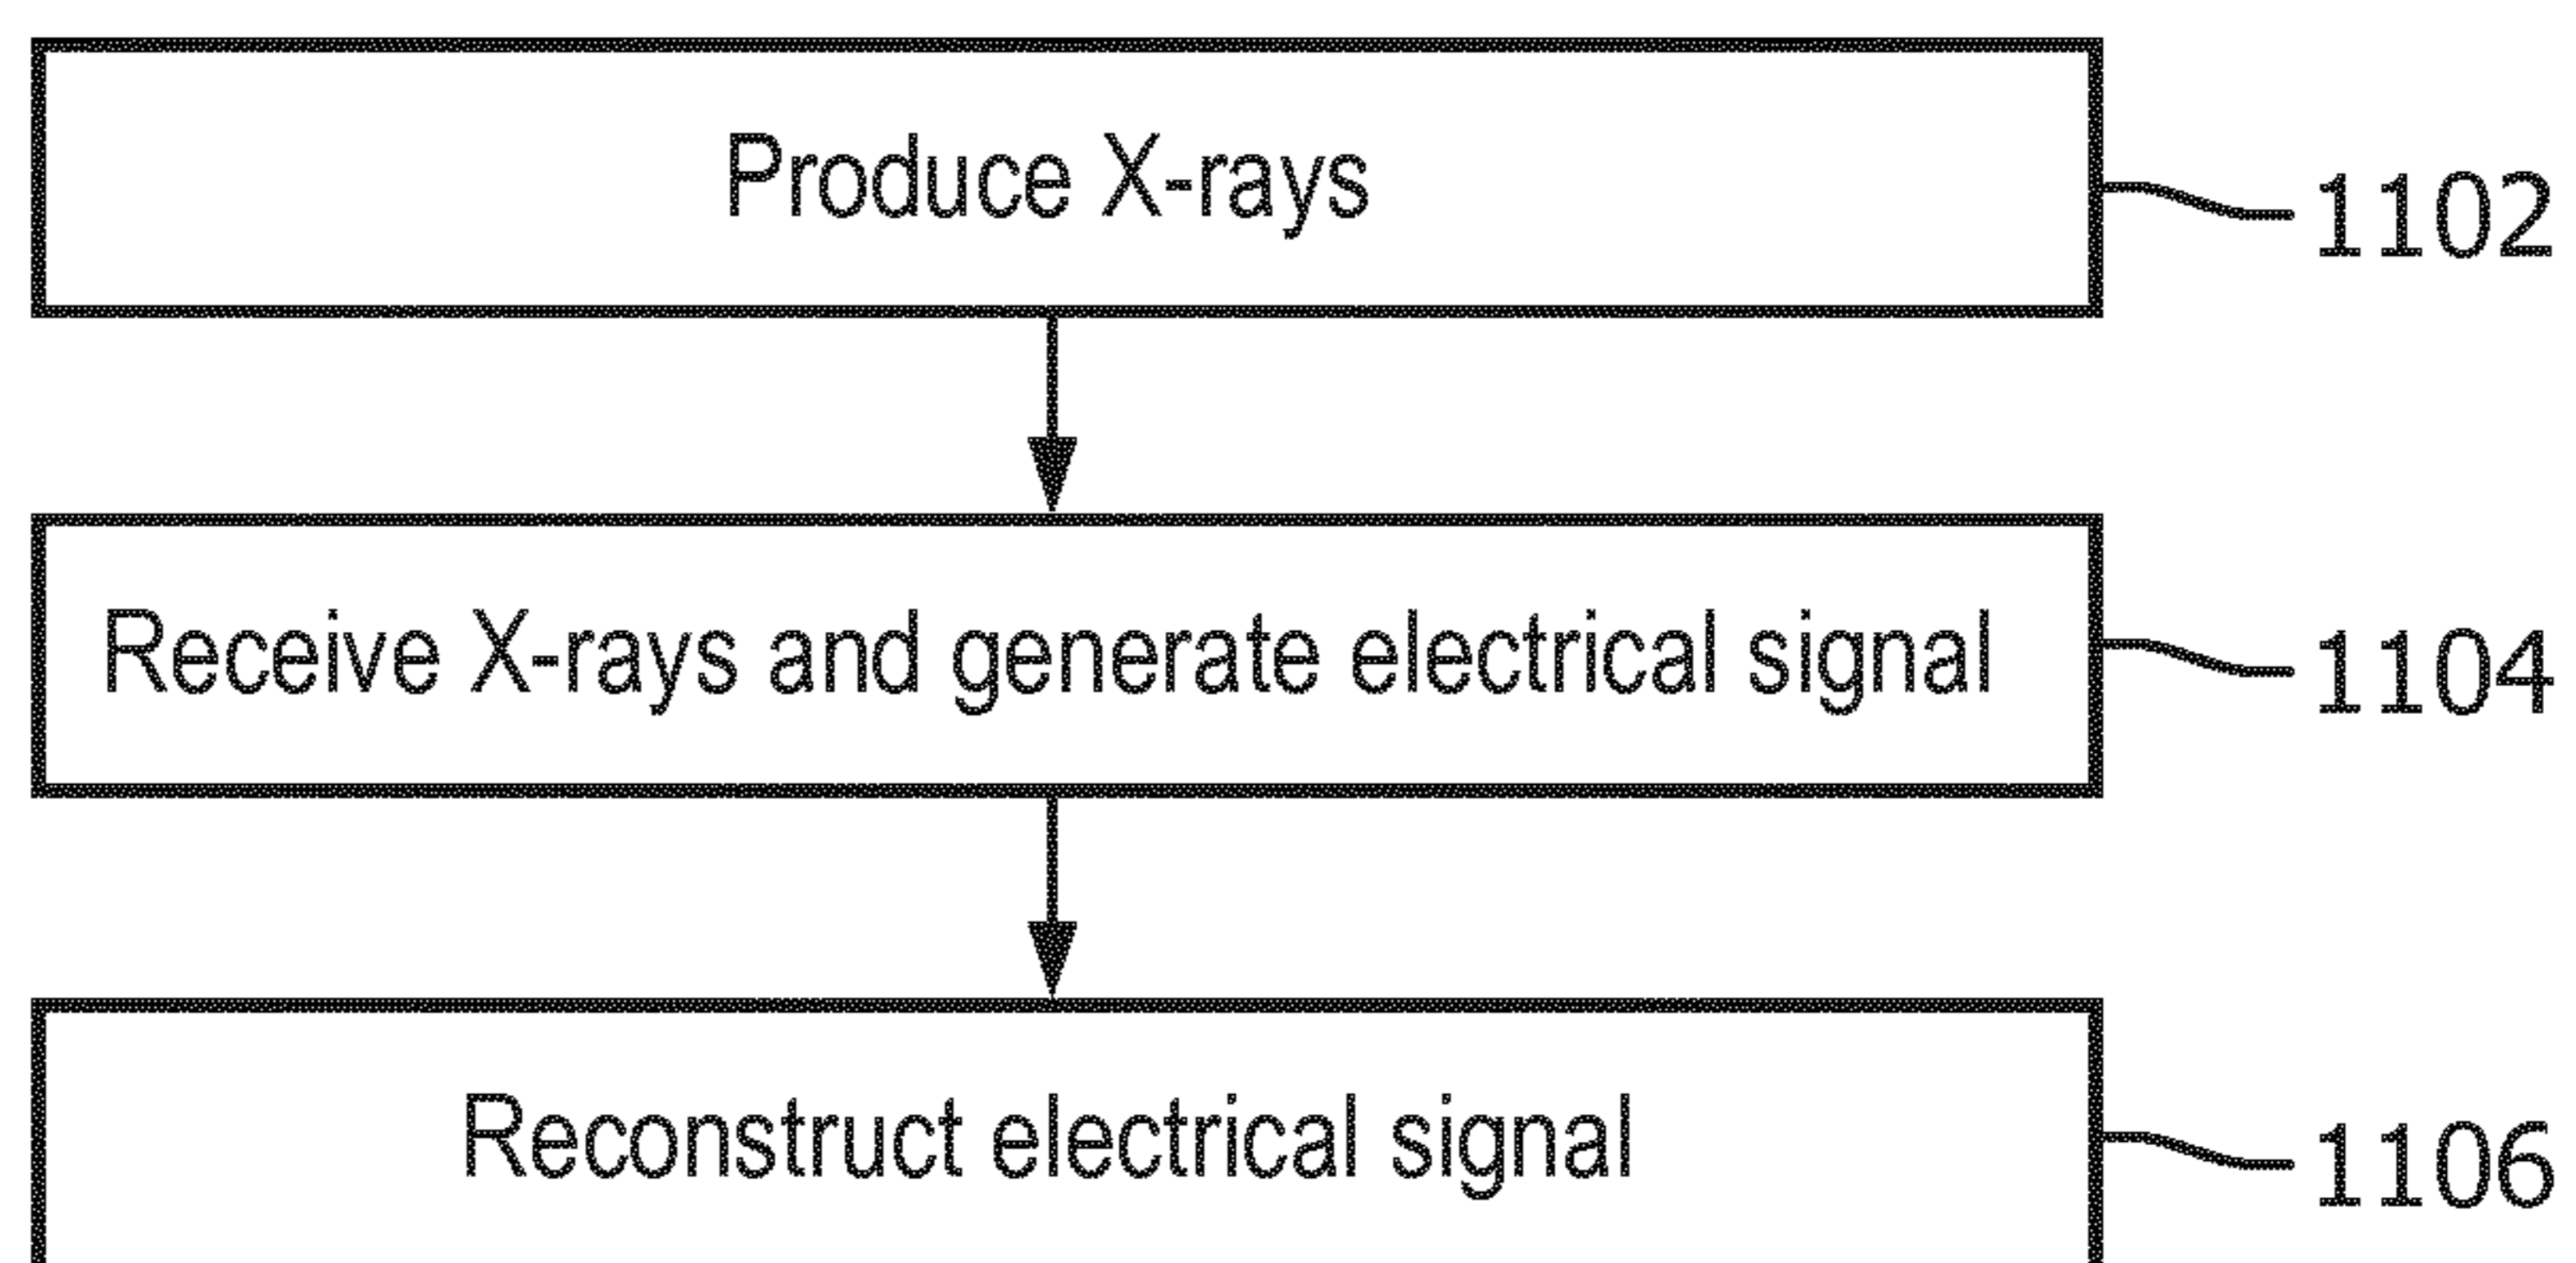 Produce X-rays
1102
Receive X-rays and generate electrical signal
1104
Reconstruct electrical signal
1106